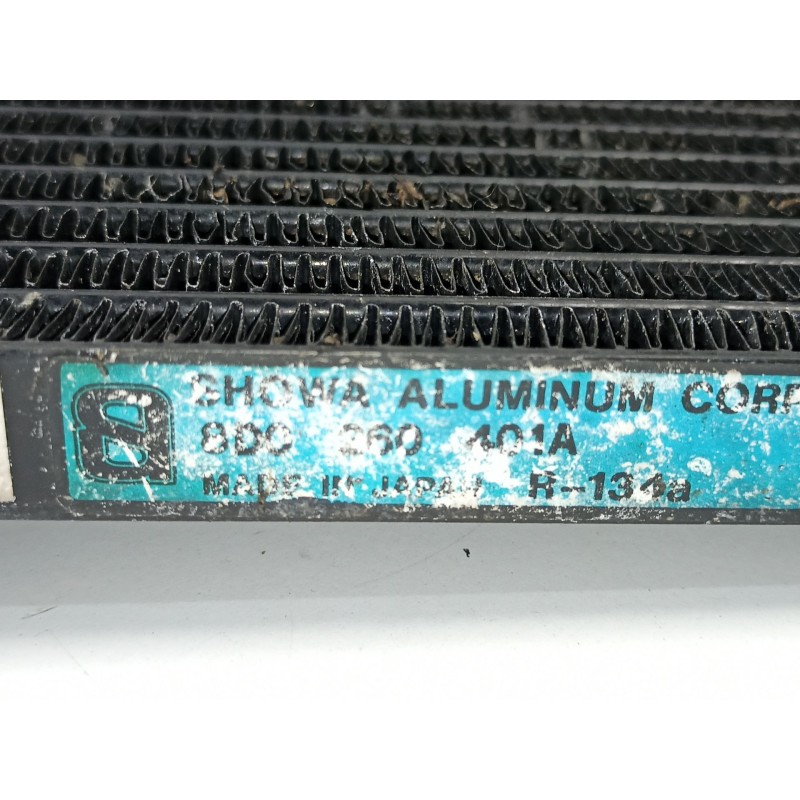 SHOWA ALUMINUM CORP
8D0 260 401A
MADE IN JAPAN R-134a